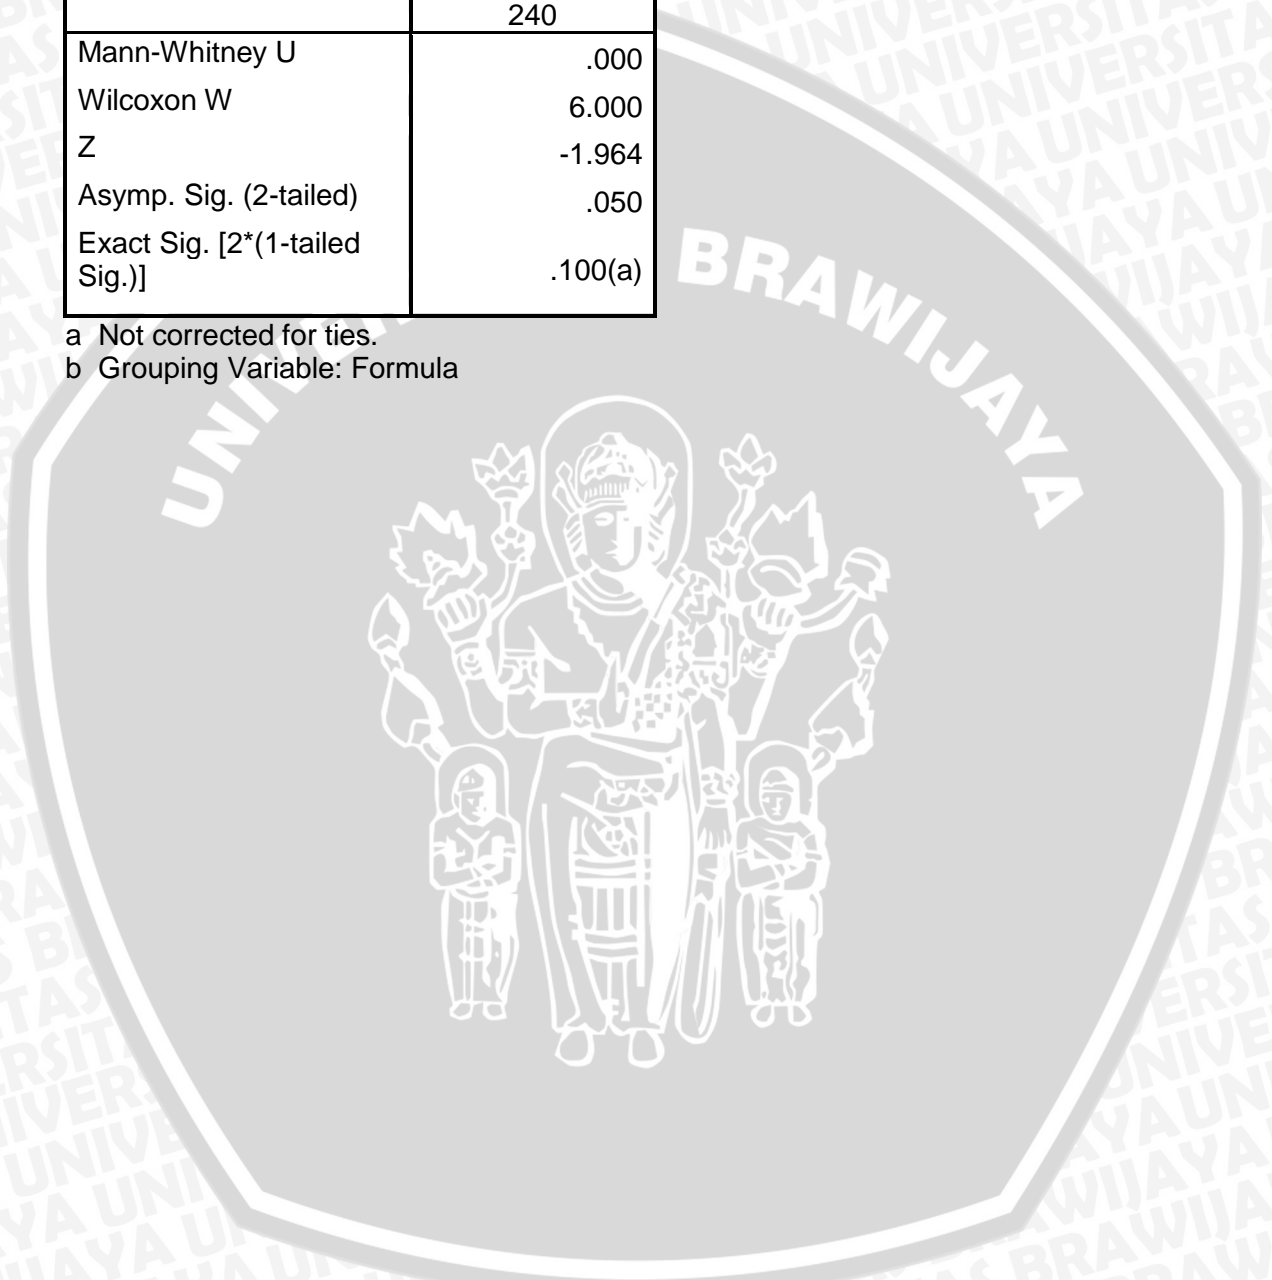 240
Mann-Whitney U .000
Wilcoxon W 6.000
Z -1.964
Asymp. Sig. (2-tailed) .050
Exact Sig. [2*(1-tailed
Sig.)] .100(a)
a Not corrected for ties.
b Grouping Variable: Formula
BRAWIJAYA